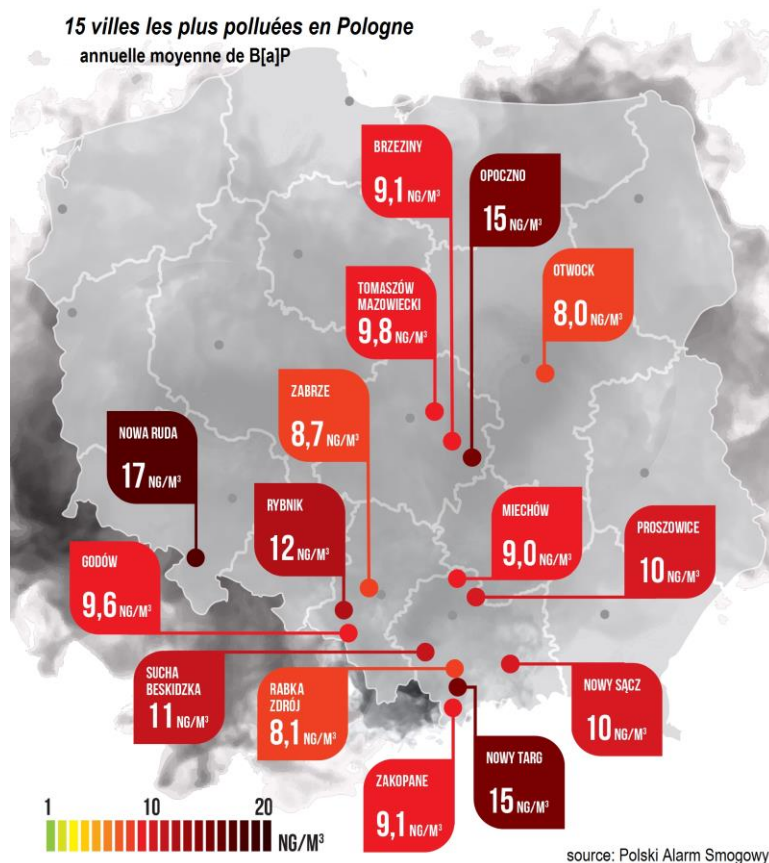 15 villes les plus polluées en Pologne
annuelle moyenne de B[a]P
BRZEZINY
9,1 NG/M³
OPOCZNO
15 NG/M³
OTWOCK
8,0 NG/M³
TOMASZÓW
MAZOWIECKI
9,8 NG/M³
ZABRZE
8,7 NG/M³
NOWA RUDA
17 NG/M³
RYBNIK
12 NG/M³
MIECHÓW
9,0 NG/M³
PROSZOWICE
10 NG/M³
GODÓW
9,6 NG/M³
SUCHA
BESKIDZKA
11 NG/M³
RABKA
ZDRÓJ
8,1 NG/M³
NOWY SĄCZ
10 NG/M³
ZAKOPANE
9,1 NG/M³
NOWY TARG
15 NG/M³
1 10 20
NG/M³
source: Polski Alarm Smogowy